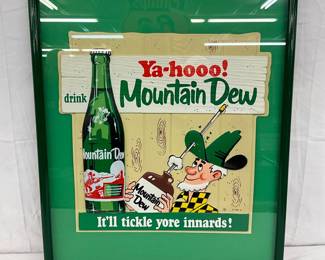 Ya-hooo!
drink Mountain Dew
Mountain Dew
Mountain
Dew
It'll tickle yore innards!